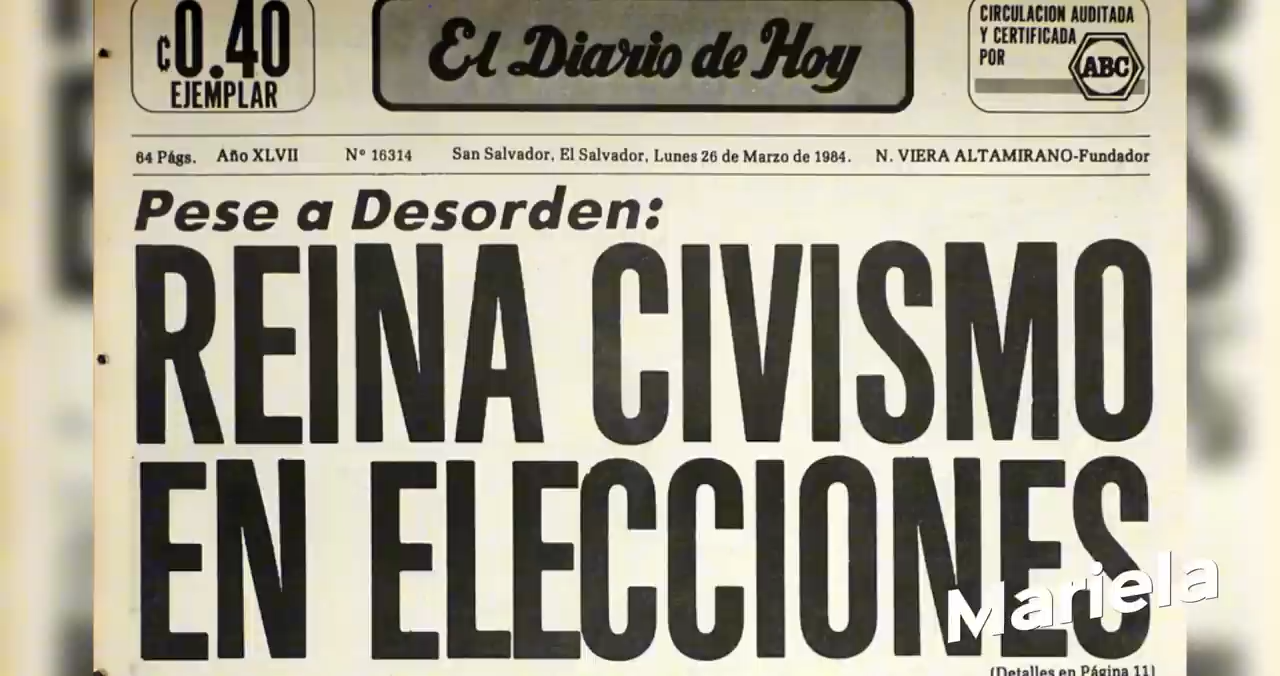 ₡0.40
EJEMPLAR
El Diario de Hoy
CIRCULACION AUDITADA
Y CERTIFICADA
POR
ABC
64 Págs. Año XLVII Nº 16314 San Salvador, El Salvador, Lunes 26 de Marzo de 1984. N. VIERA ALTAMIRANO-Fundador
Pese a Desorden:
REINA CIVISMO
EN ELECCIONES
Mariela
(Detalles en Página 11)